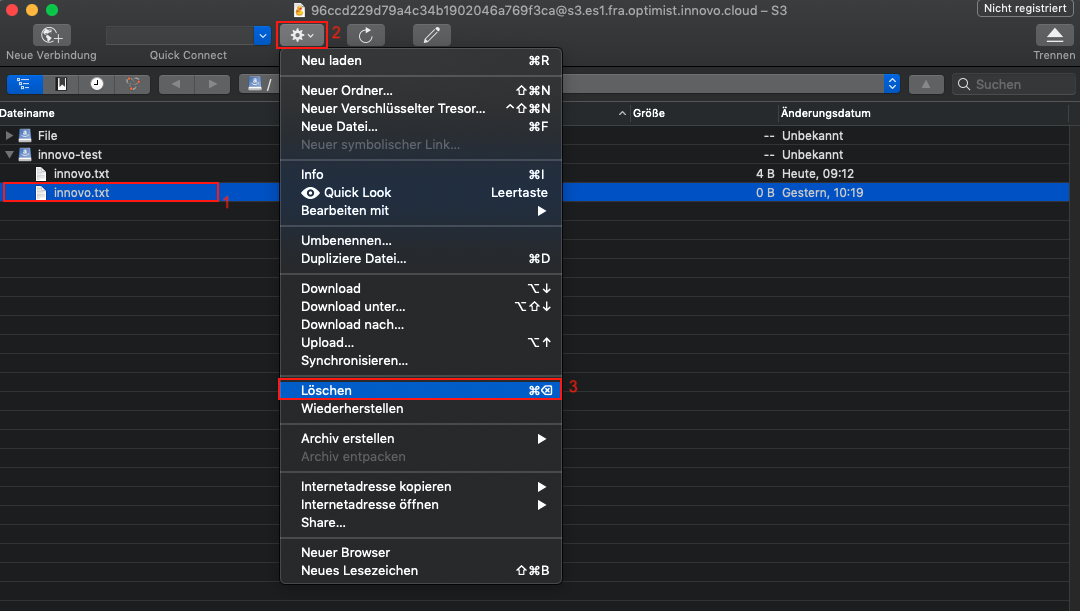 96ccd229d79a4c34b1902046a769f3ca@s3.es1.fra.optimist.innovo.cloud – S3
Nicht registriert
2
Neue Verbindung
Quick Connect
Trennen
/
Suchen
Dateiname
Größe
Änderungsdatum
File
-- Unbekannt
innovo-test
-- Unbekannt
innovo.txt
4 B Heute, 09:12
innovo.txt
0 B Gestern, 10:19
1
Neu laden ⌘R
Neuer Ordner... ⇧⌘N
Neuer Verschlüsselter Tresor... ^⇧⌘N
Neue Datei... ⌘F
Neuer symbolischer Link...
Info ⌘I
Quick Look Leertaste
Bearbeiten mit ▶
Umbenennen...
Dupliziere Datei... ⌘D
Download ⌥↓
Download unter... ⌥⇧↓
Download nach...
Upload... ⌥↑
Synchronisieren...
Löschen ⌘⌫
3
Wiederherstellen
Archiv erstellen ▶
Archiv entpacken
Internetadresse kopieren ▶
Internetadresse öffnen ▶
Share...
Neuer Browser
Neues Lesezeichen ⇧⌘B